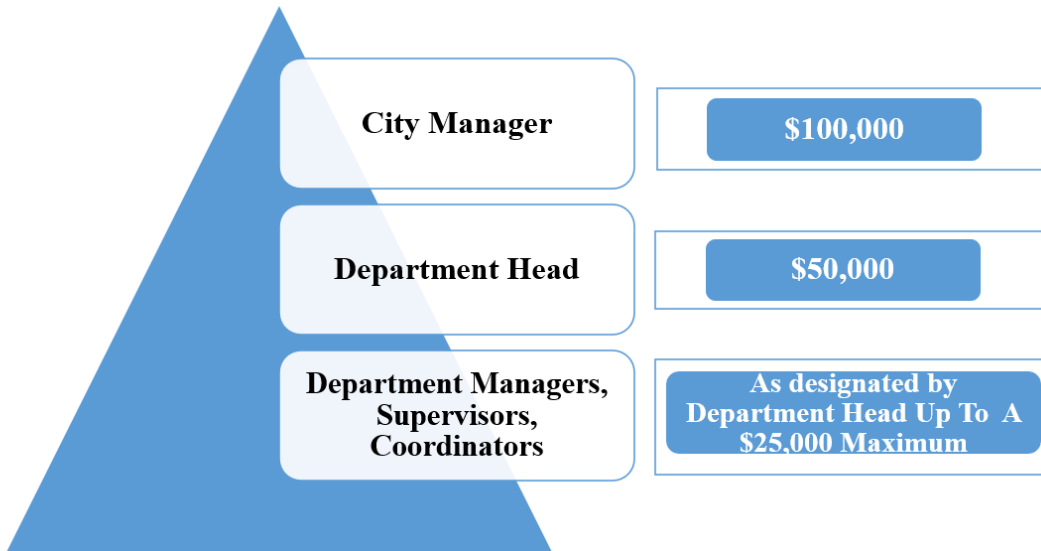 City Manager
$100,000
Department Head
$50,000
Department Managers,
Supervisors,
Coordinators
As designated by
Department Head Up To A
$25,000 Maximum